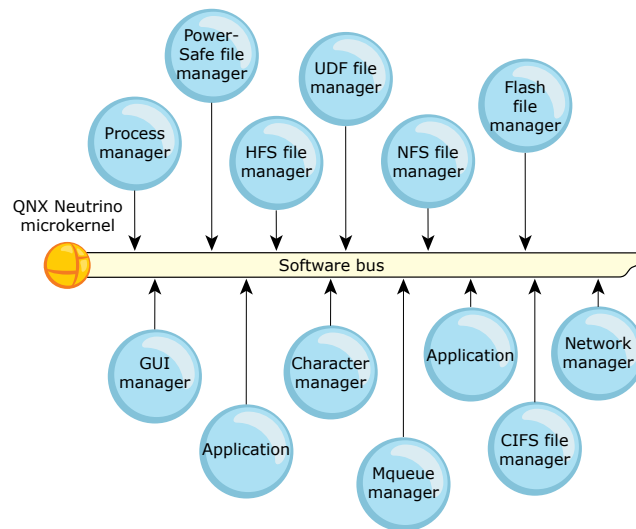 Power-
Safe file
manager
UDF file
manager
Flash
file
manager
Process
manager
HFS file
manager
NFS file
manager
QNX Neutrino
microkernel
Software bus
GUI
manager
Character
manager
Application
Network
manager
Application
Mqueue
manager
CIFS file
manager